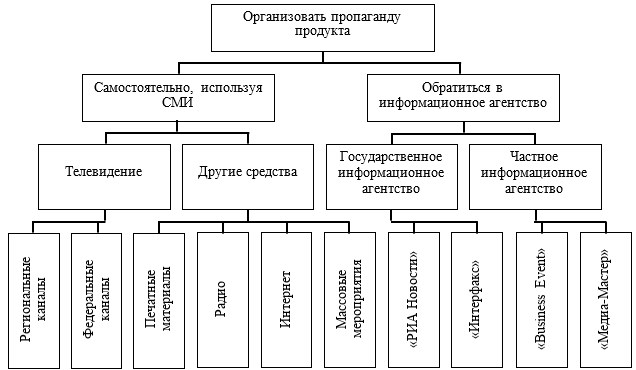 Организовать пропаганду
продукта
Самостоятельно, используя
СМИ
Обратиться в
информационное агентство
Телевидение
Другие средства
Государственное
информационное
агентство
Частное
информационное
агентство
Региональные
каналы
Федеральные
каналы
Печатные
материалы
Радио
Интернет
Массовые
мероприятия
«РИА Новости»
«Интерфакс»
«Business Event»
«Медиа-Мастер»